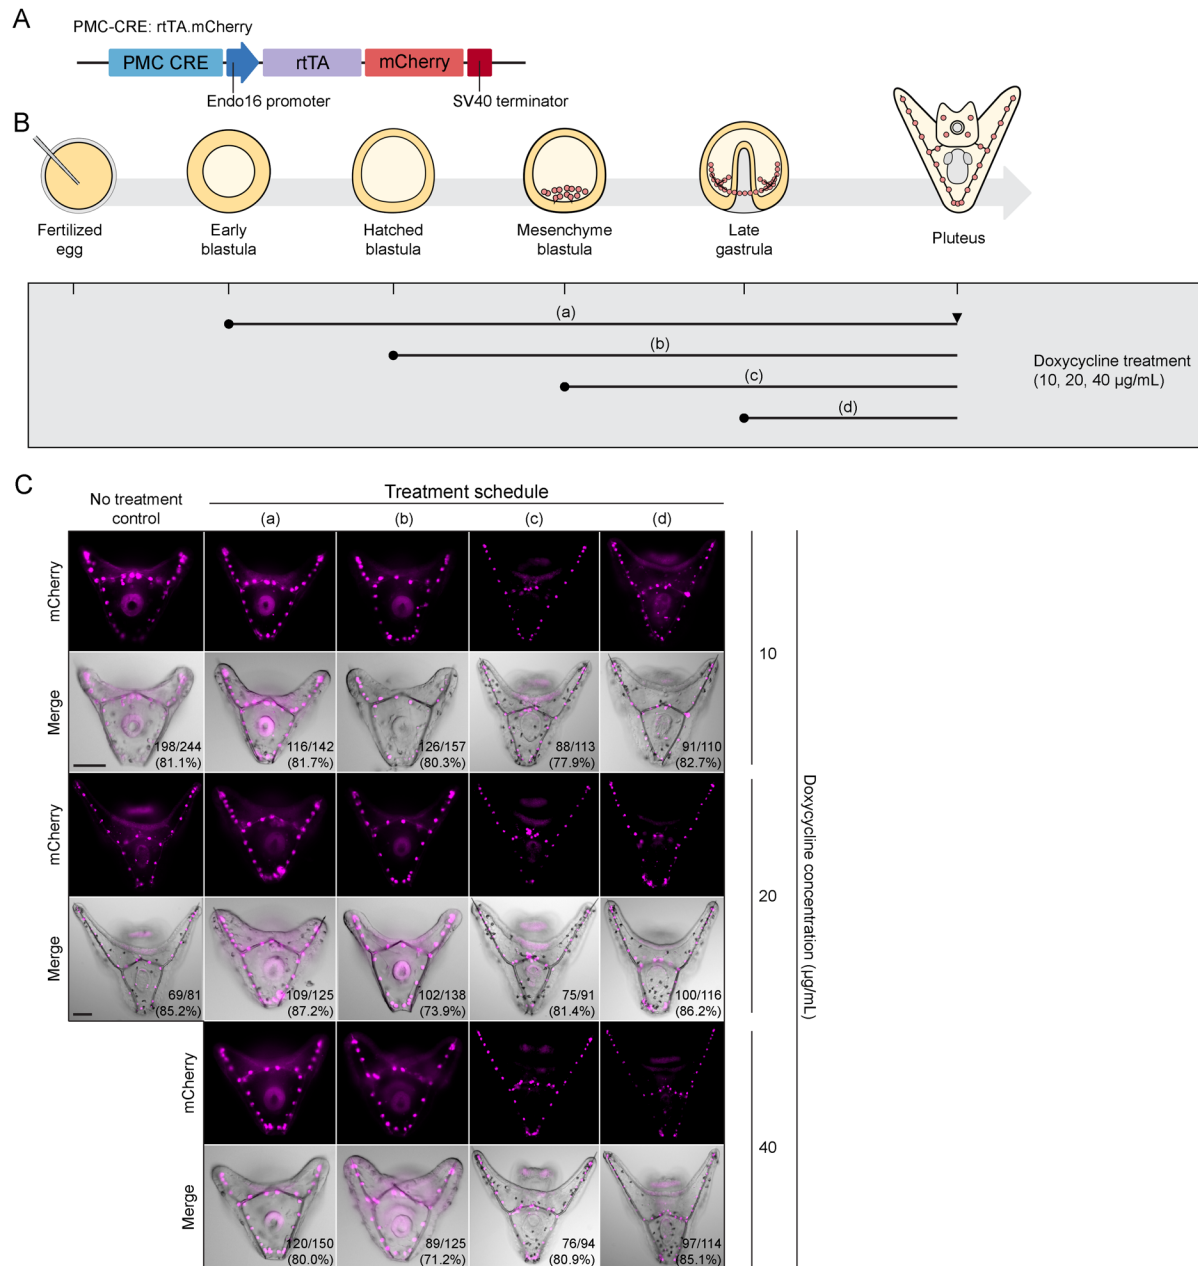 A
PMC-CRE: rtTA.mCherry
PMC CRE
rtTA
mCherry
Endo16 promoter
SV40 terminator
B
Fertilized
egg
Early
blastula
Hatched
blastula
Mesenchyme
blastula
Late
gastrula
Pluteus
(a)
(b)
(c)
(d)
Doxycycline treatment
(10, 20, 40 µg/mL)
C
No treatment
control
Treatment schedule
(a)
(b)
(c)
(d)
mCherry
Merge
198/244
(81.1%)
116/142
(81.7%)
126/157
(80.3%)
88/113
(77.9%)
91/110
(82.7%)
10
mCherry
Merge
69/81
(85.2%)
109/125
(87.2%)
102/138
(73.9%)
75/91
(81.4%)
100/116
(86.2%)
20
mCherry
Merge
120/150
(80.0%)
89/125
(71.2%)
76/94
(80.9%)
97/114
(85.1%)
40
Doxycycline concentration (µg/mL)